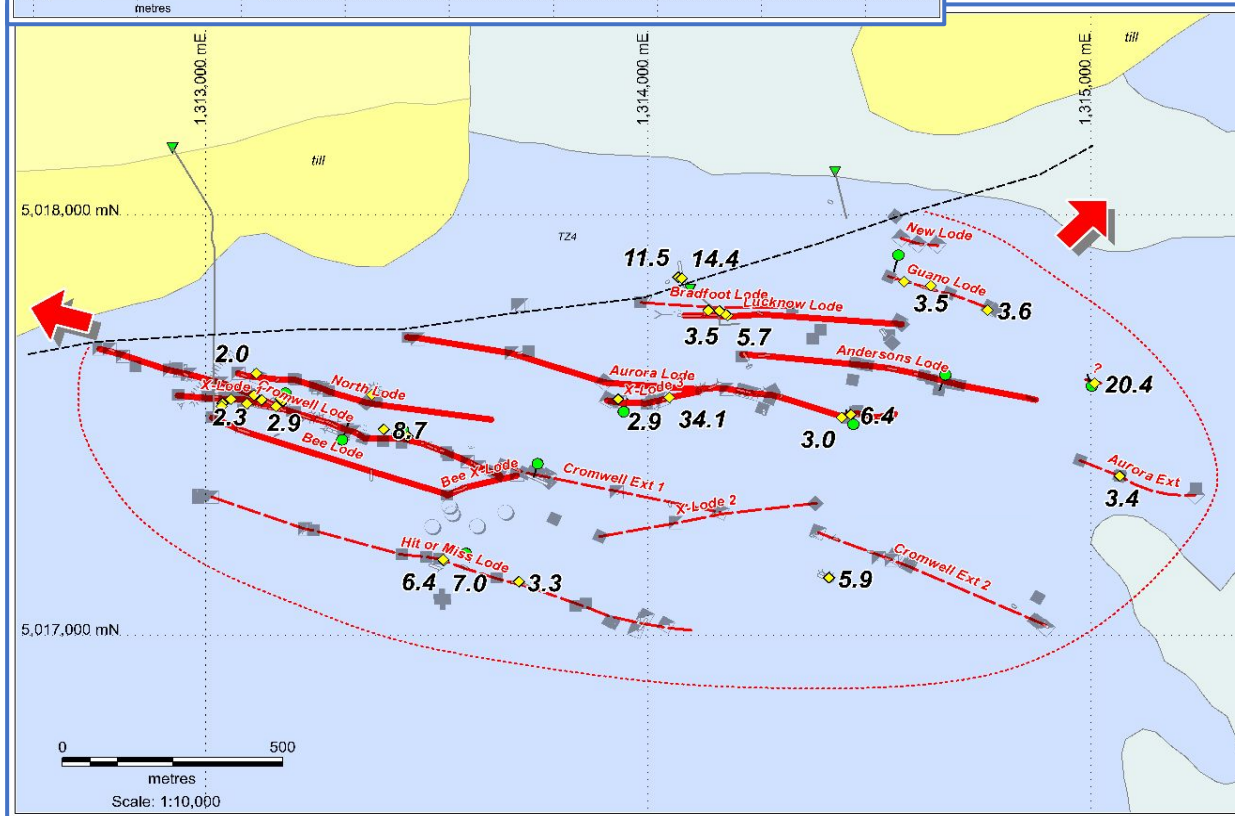 metres
1,313,000 mE
1,314,000 mE
1,315,000 mE
till
till
5,018,000 mN
TZ4
New Lode
11.5 14.4
Guano Lode
Bradfoot Lode
Lucknow Lode
3.5
3.6
3.5 5.7
2.0
Andersons Lode
?
20.4
Aurora Lode
X-Lode 3
North Lode
X-Lode 1
Cromwell Lode
2.3
2.9
8.7
2.9
34.1
3.0
6.4
Bee Lode
Bee X-Lode
Cromwell Ext 1
X-Lode 2
Aurora Ext
3.4
Hit or Miss Lode
Cromwell Ext 2
6.4 7.0
3.3
5.9
5,017,000 mN
0 500
metres
Scale: 1:10,000